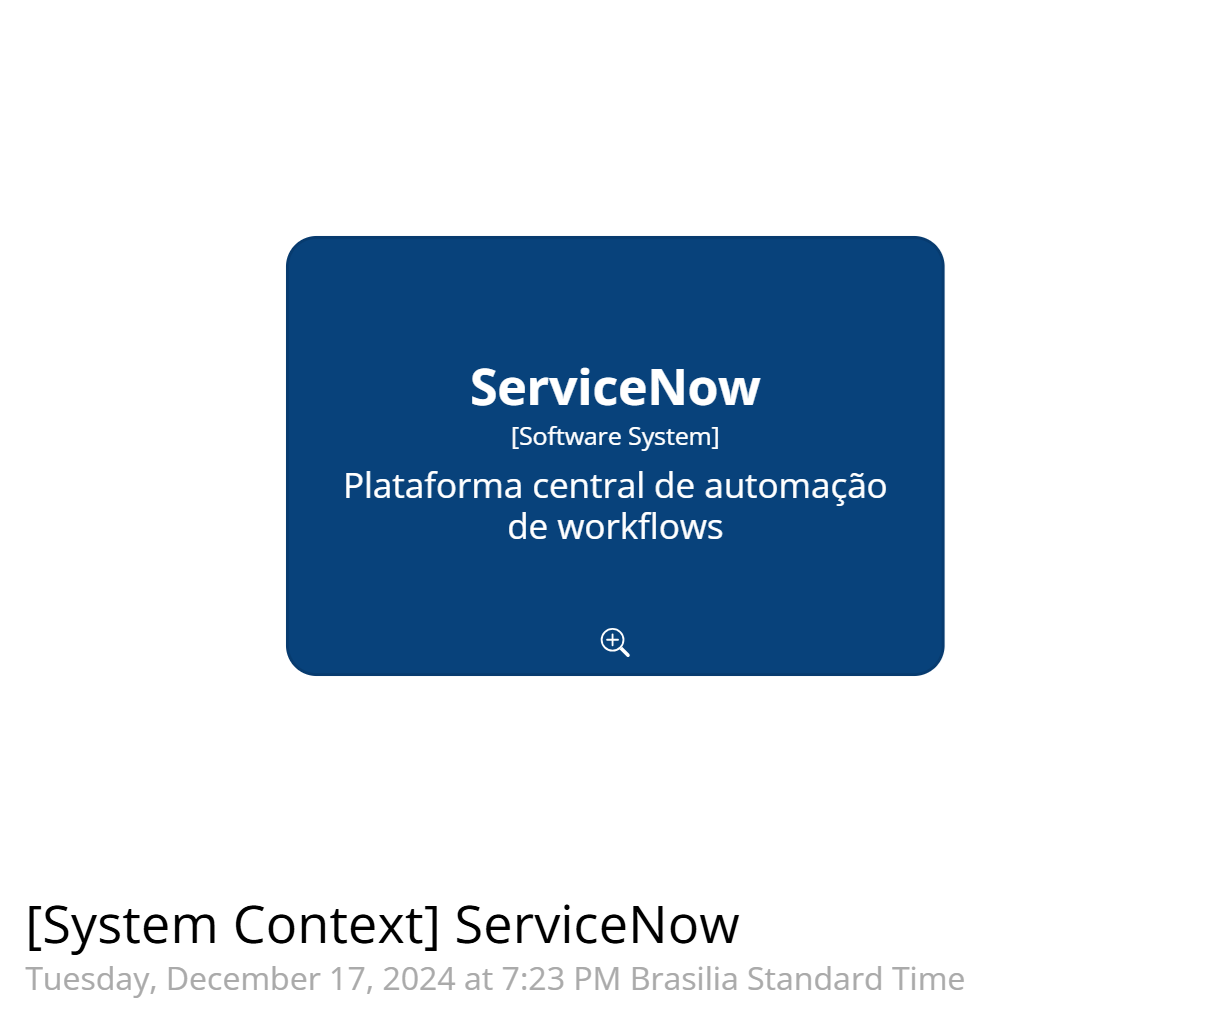 ServiceNow
[Software System]
Plataforma central de automação
de workflows
[System Context] ServiceNow
Tuesday, December 17, 2024 at 7:23 PM Brasilia Standard Time